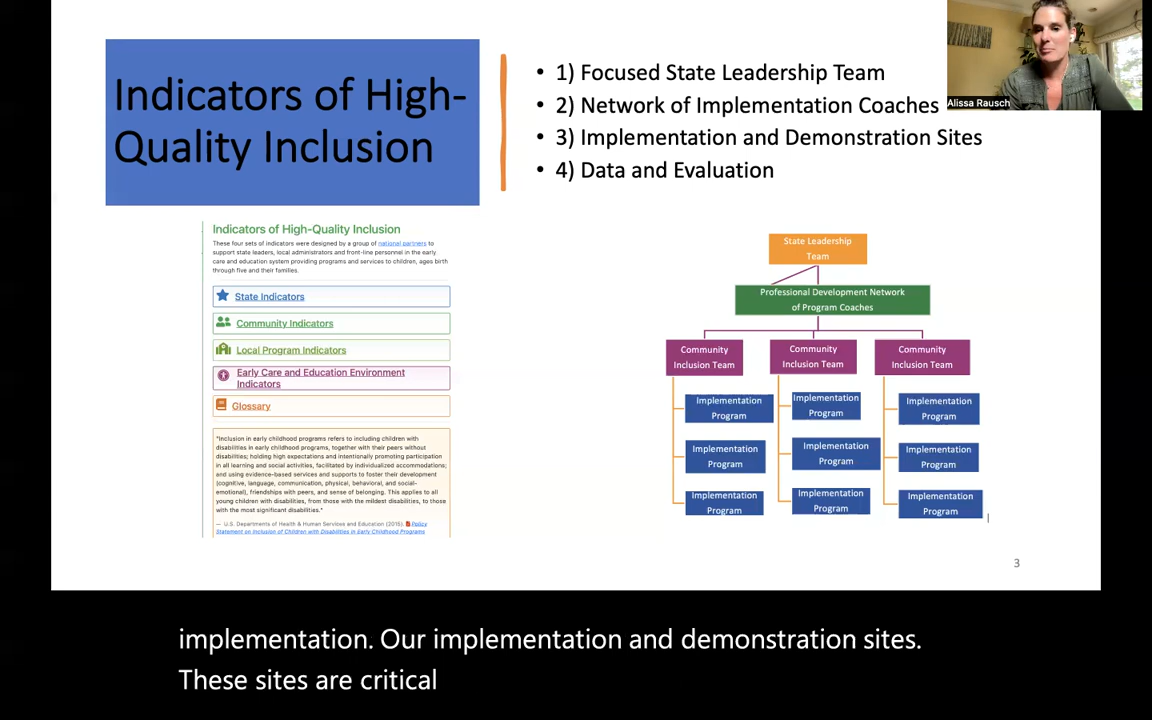 Indicators of High-
Quality Inclusion
• 1) Focused State Leadership Team
• 2) Network of Implementation Coaches
• 3) Implementation and Demonstration Sites
• 4) Data and Evaluation
Alissa Rausch
Indicators of High-Quality Inclusion
These four sets of indicators were designed by a group of national partners to
support state leaders, local administrators and front-line personnel in the early
care and education system providing programs and services to children, ages birth
through five and their families.
State Indicators
Community Indicators
Local Program Indicators
Early Care and Education Environment
Indicators
Glossary
"Inclusion in early childhood programs refers to including children with
disabilities in early childhood programs, together with their peers without
disabilities; holding high expectations and intentionally promoting participation
in all learning and social activities, facilitated by individualized accommodations;
and using evidence-based services and supports to foster their development
(cognitive, language, communication, physical, behavioral, and social-
emotional), friendships with peers, and sense of belonging. This applies to all
young children with disabilities, from those with the mildest disabilities, to those
with the most significant disabilities."
— U.S. Departments of Health & Human Services and Education (2015). Policy
Statement on Inclusion of Children with Disabilities in Early Childhood Programs
State Leadership
Team
Professional Development Network
of Program Coaches
Community
Inclusion Team
Community
Inclusion Team
Community
Inclusion Team
Implementation
Program
Implementation
Program
Implementation
Program
Implementation
Program
Implementation
Program
Implementation
Program
Implementation
Program
Implementation
Program
Implementation
Program
3
implementation. Our implementation and demonstration sites.
These sites are critical